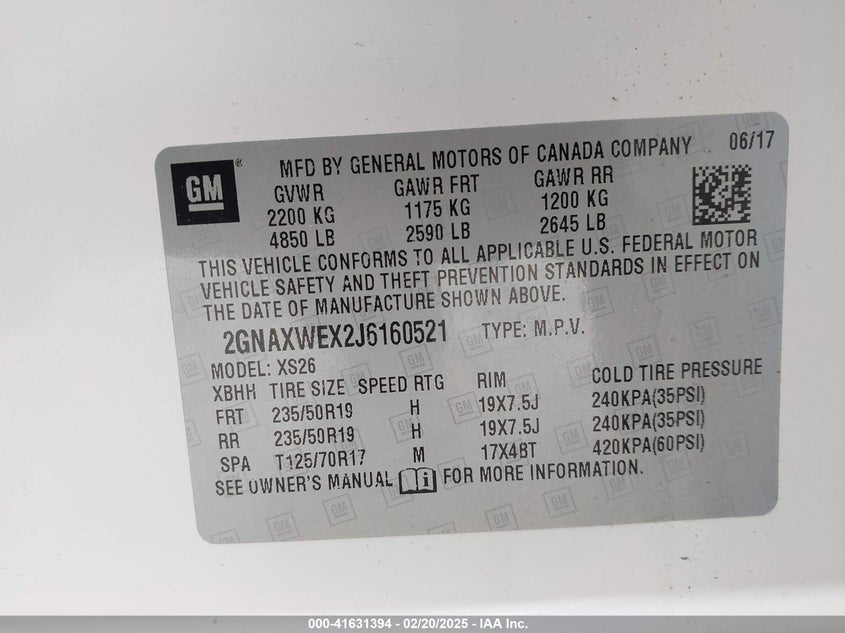 GM ®
MFD BY GENERAL MOTORS OF CANADA COMPANY 06/17
GVWR GAWR FRT GAWR RR
2200 KG 1175 KG 1200 KG
4850 LB 2590 LB 2645 LB
THIS VEHICLE CONFORMS TO ALL APPLICABLE U.S. FEDERAL MOTOR
VEHICLE SAFETY AND THEFT PREVENTION STANDARDS IN EFFECT ON
THE DATE OF MANUFACTURE SHOWN ABOVE.
2GNAXWEX2J6160521 TYPE: M.P.V.
MODEL: XS26
XBHH TIRE SIZE SPEED RTG RIM COLD TIRE PRESSURE
FRT 235/50R19 H 19X7.5J 240KPA(35PSI)
RR 235/50R19 H 19X7.5J 240KPA(35PSI)
SPA T125/70R17 M 17X4BT 420KPA(60PSI)
SEE OWNER'S MANUAL i FOR MORE INFORMATION.
000-41631394 — 02/20/2025 - IAA Inc.